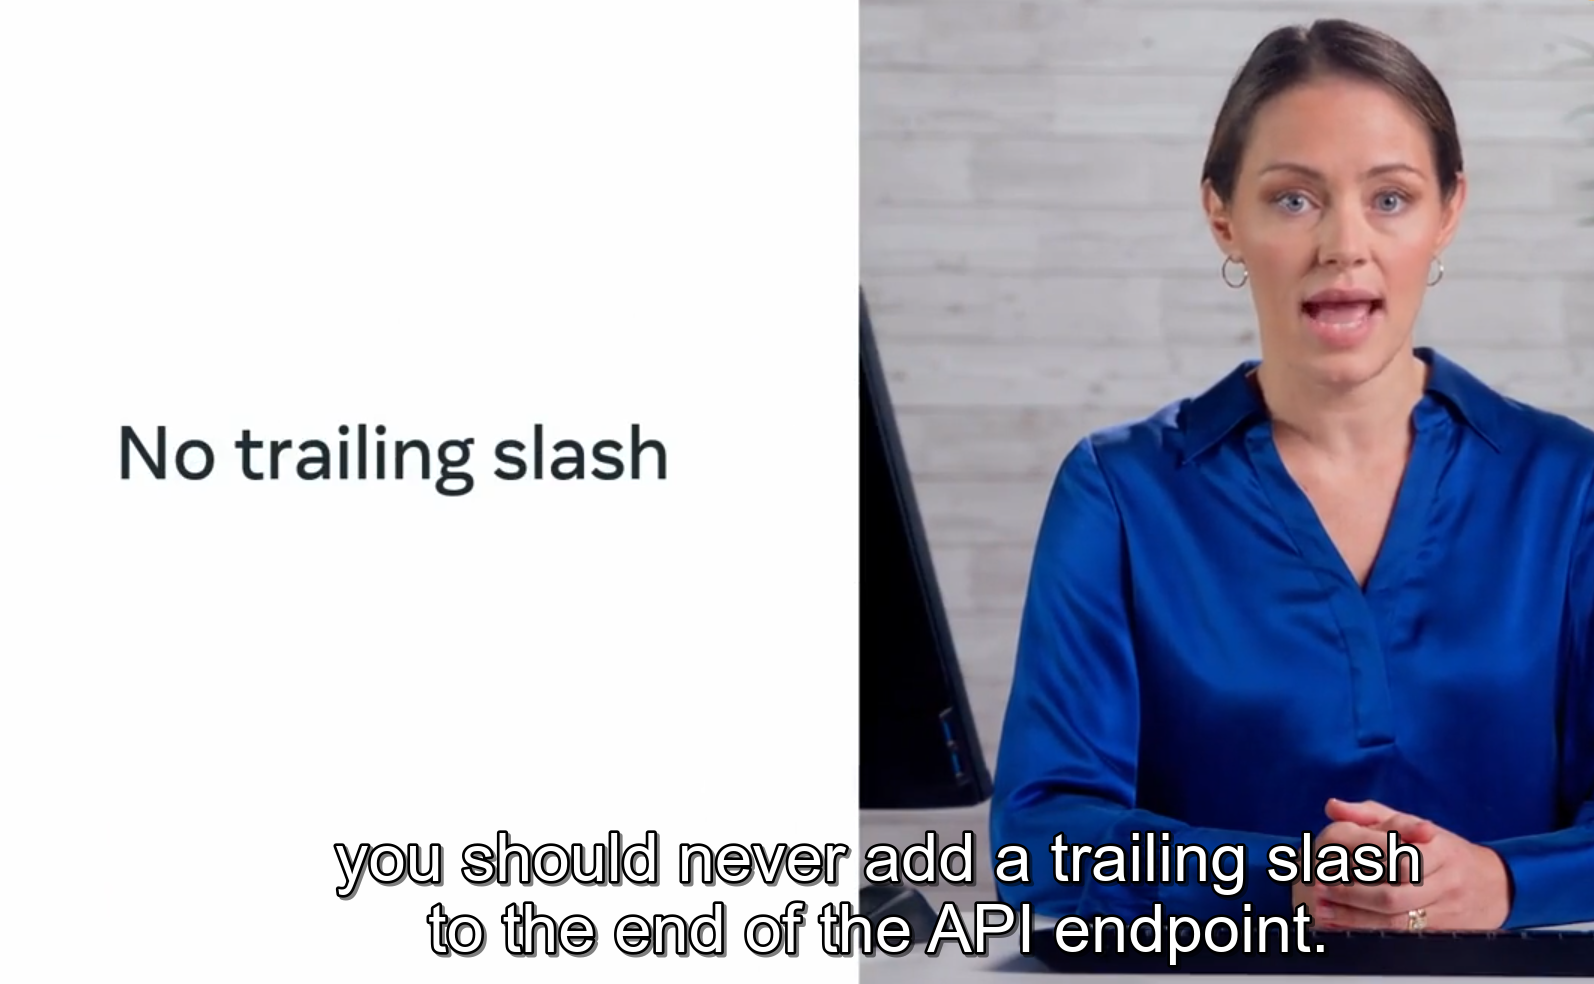 No trailing slash
you should never add a trailing slash
to the end of the API endpoint.